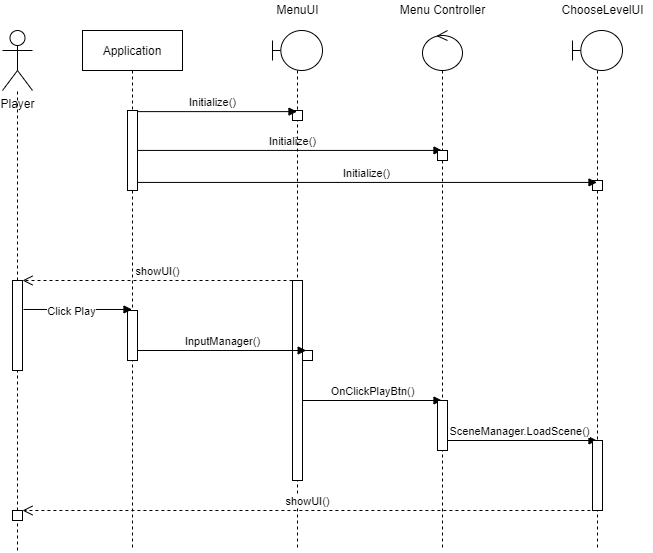 MenuUI
Menu Controller
ChooseLevelUI
Application
Player
Initialize()
Initialize()
Initialize()
showUI()
Click Play
InputManager()
OnClickPlayBtn()
SceneManager.LoadScene()
showUI()